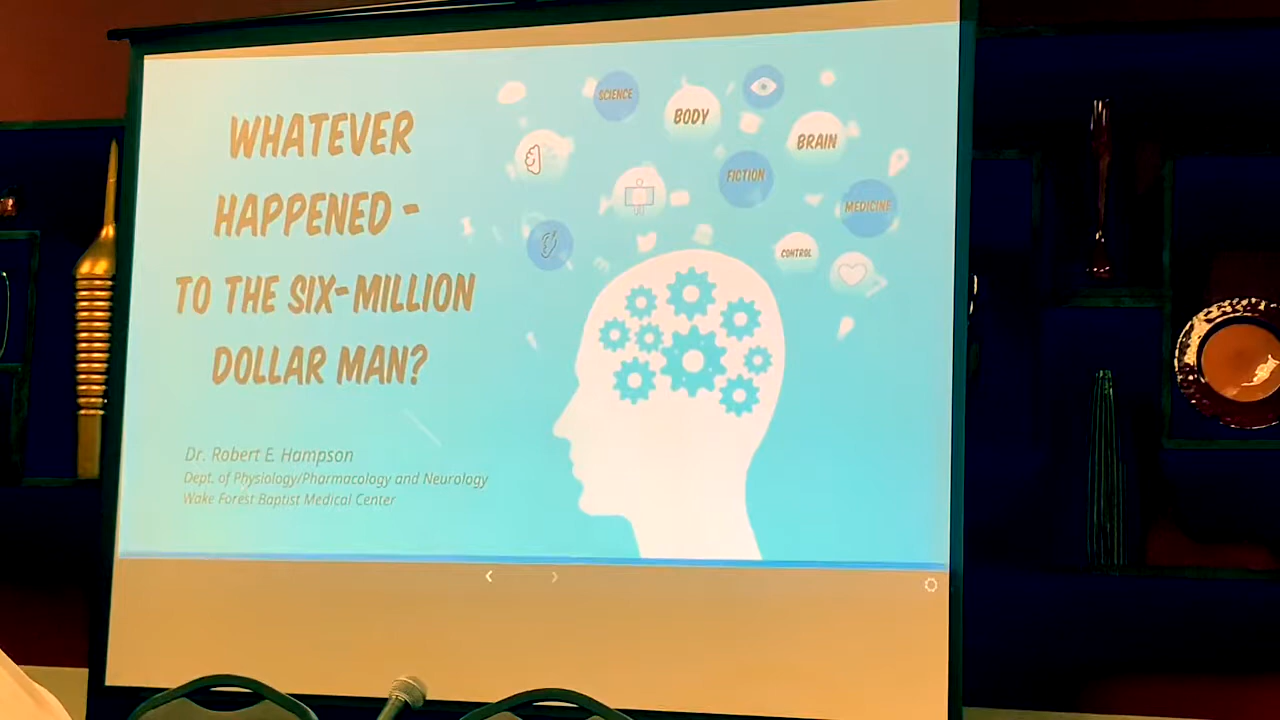 WHATEVER
HAPPENED -
TO THE SIX-MILLION
DOLLAR MAN?
Dr. Robert E. Hampson
Dept. of Physiology/Pharmacology and Neurology
Wake Forest Baptist Medical Center
SCIENCE
BODY
BRAIN
FICTION
MEDICINE
CONTROL